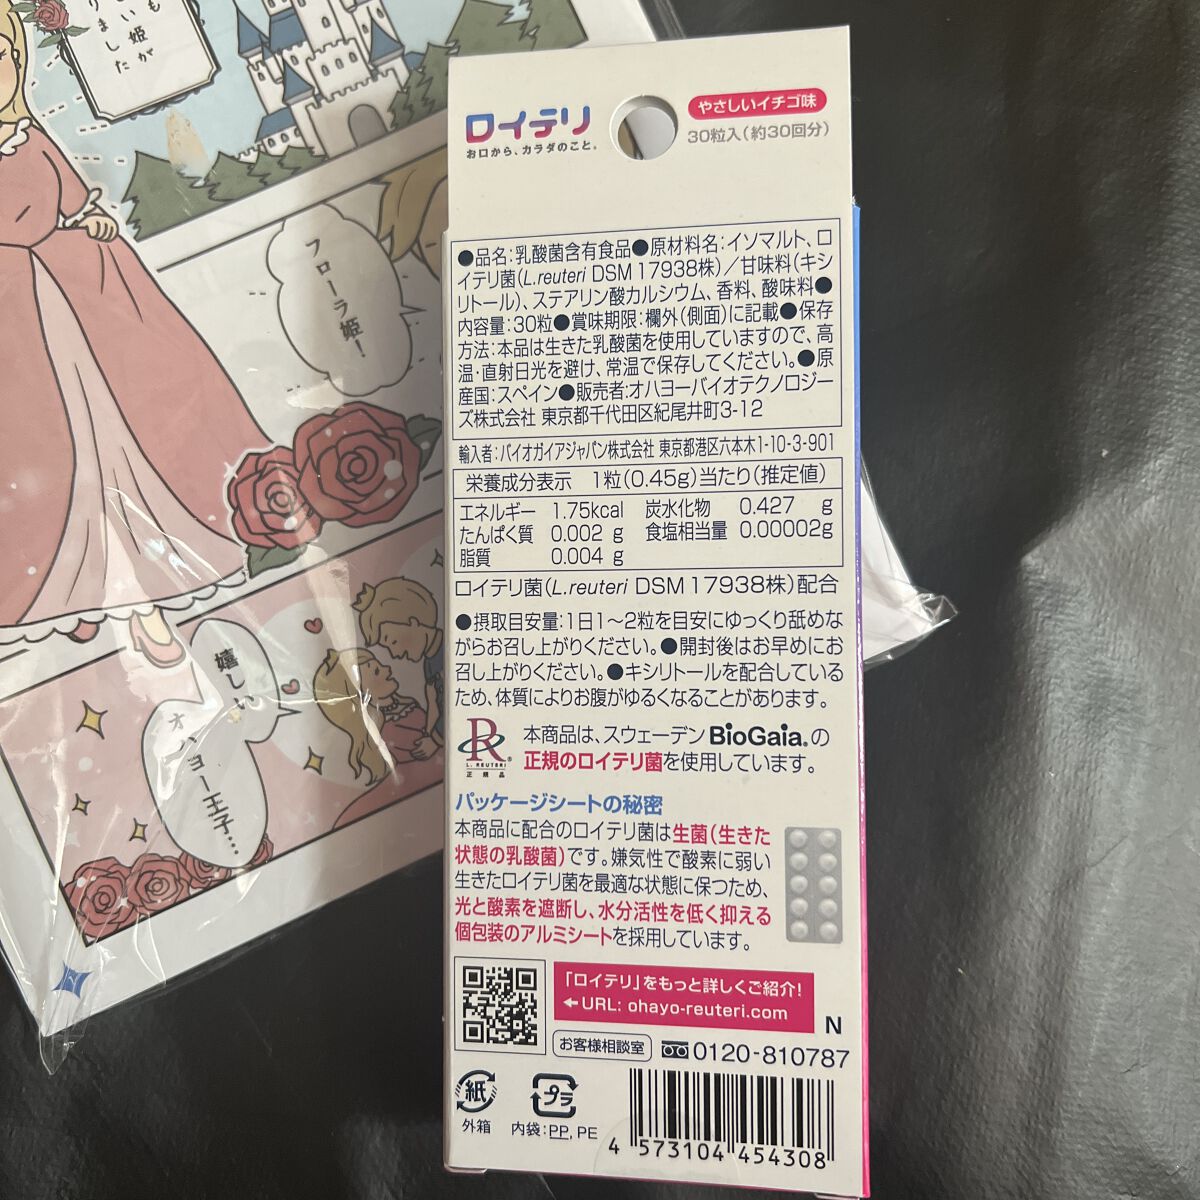 も
しい姫が
りました
フローラ姫!
嬉しい
オハヨー王子…
ロイテリ
お口から、カラダのこと。
やさしいイチゴ味
30粒入(約30回分)
●品名:乳酸菌含有食品●原材料名:イソマルト、ロ
イテリ菌(L.reuteri DSM 17938株)/甘味料(キシ
リトール)、ステアリン酸カルシウム、香料、酸味料●
内容量:30粒●賞味期限:欄外(側面)に記載●保存
方法:本品は生きた乳酸菌を使用していますので、高
温・直射日光を避け、常温で保存してください。●原
産国:スペイン●販売者:オハヨーバイオテクノロジー
ズ株式会社 東京都千代田区紀尾井町3-12
輸入者:バイオガイアジャパン株式会社 東京都港区六本木1-10-3-901
栄養成分表示 1粒(0.45g)当たり(推定値)
エネルギー 1.75kcal 炭水化物 0.427 g
たんぱく質 0.002 g 食塩相当量 0.00002g
脂質 0.004 g
ロイテリ菌(L.reuteri DSM 17938株)配合
●摂取目安量:1日1〜2粒を目安にゆっくり舐めな
がらお召し上がりください。●開封後はお早めにお
召し上がりください。●キシリトールを配合している
ため、体質によりお腹がゆるくなることがあります。
R
L. REUTERI®
正規品
本商品は、スウェーデン BioGaia®の
正規のロイテリ菌を使用しています。
パッケージシートの秘密
本商品に配合のロイテリ菌は生菌(生きた
状態の乳酸菌)です。嫌気性で酸素に弱い
生きたロイテリ菌を最適な状態に保つため、
光と酸素を遮断し、水分活性を低く抑える
個包装のアルミシートを採用しています。
「ロイテリ」をもっと詳しくご紹介!
←URL: ohayo-reuteri.com
N
お客様相談室 0120-810787
紙
外箱
プラ
内袋:PP, PE
4 573104 454308